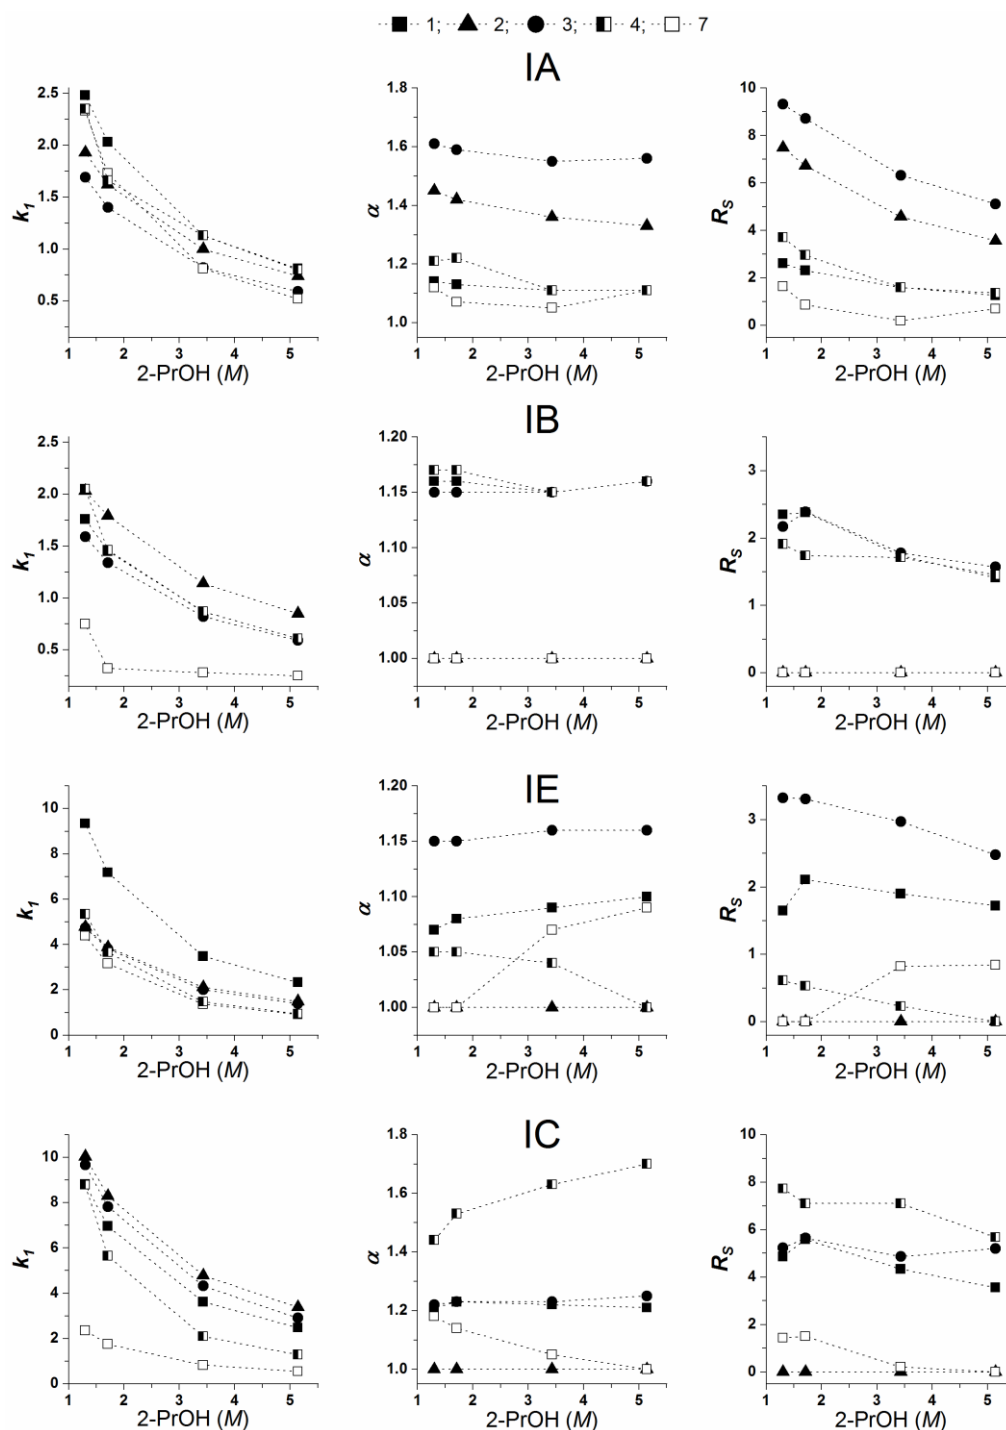 1; 2; 3; 4; 7
IA
2.5
2.0
1.5
1.0
0.5
k1
1 2 3 4 5
2-PrOH (M)
1.8
1.6
1.4
1.2
1.0
α
1 2 3 4 5
2-PrOH (M)
10
8
6
4
2
0
RS
1 2 3 4 5
2-PrOH (M)
IB
2.5
2.0
1.5
1.0
0.5
k1
1 2 3 4 5
2-PrOH (M)
1.20
1.15
1.10
1.05
1.00
α
1 2 3 4 5
2-PrOH (M)
3
2
1
0
RS
1 2 3 4 5
2-PrOH (M)
IE
10
8
6
4
2
0
k1
1 2 3 4 5
2-PrOH (M)
1.20
1.15
1.10
1.05
1.00
α
1 2 3 4 5
2-PrOH (M)
3
2
1
0
RS
1 2 3 4 5
2-PrOH (M)
IC
10
8
6
4
2
0
k1
1 2 3 4 5
2-PrOH (M)
1.8
1.6
1.4
1.2
1.0
α
1 2 3 4 5
2-PrOH (M)
10
8
6
4
2
0
RS
1 2 3 4 5
2-PrOH (M)